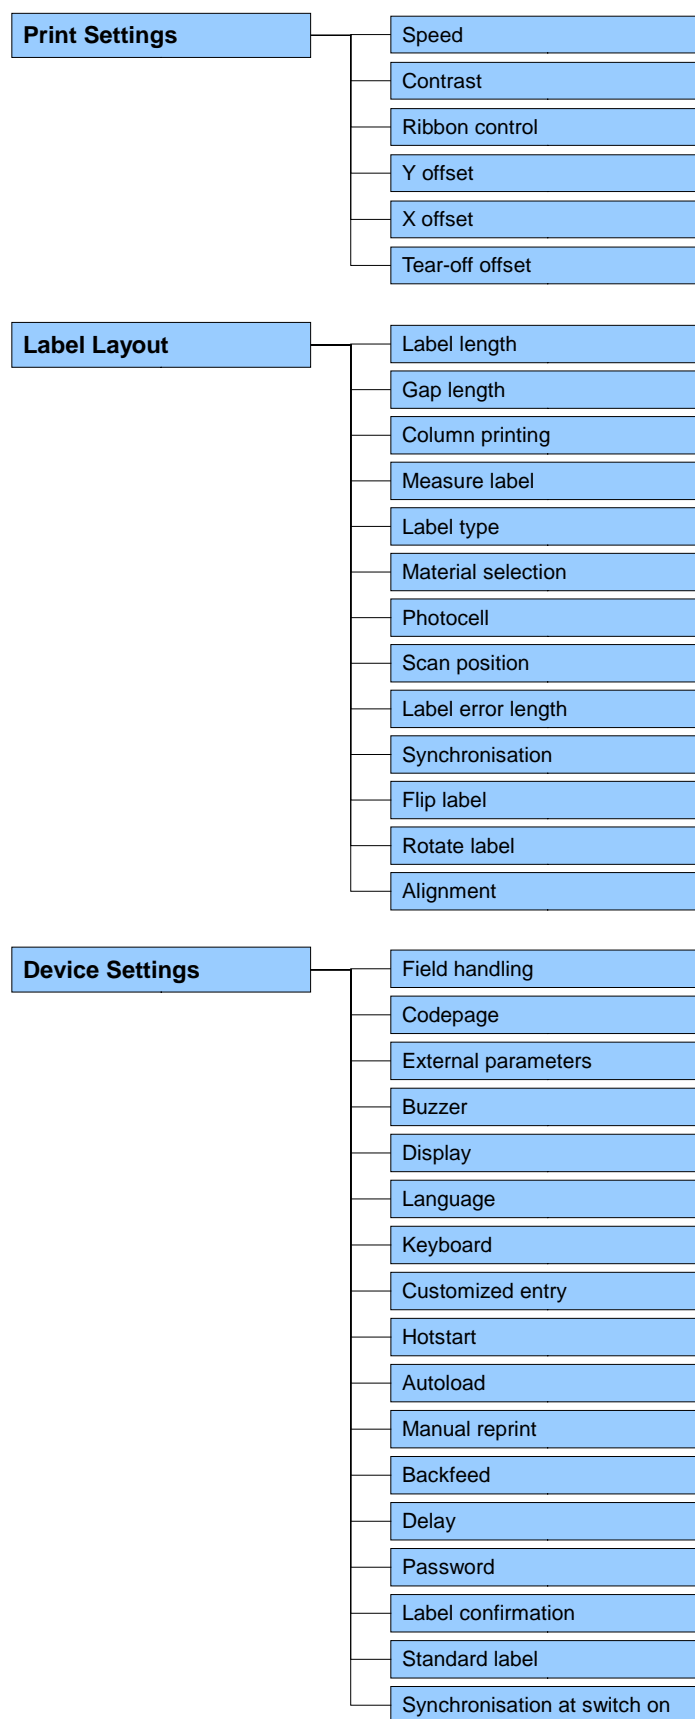 Print Settings
Speed
Contrast
Ribbon control
Y offset
X offset
Tear-off offset
Label Layout
Label length
Gap length
Column printing
Measure label
Label type
Material selection
Photocell
Scan position
Label error length
Synchronisation
Flip label
Rotate label
Alignment
Device Settings
Field handling
Codepage
External parameters
Buzzer
Display
Language
Keyboard
Customized entry
Hotstart
Autoload
Manual reprint
Backfeed
Delay
Password
Label confirmation
Standard label
Synchronisation at switch on